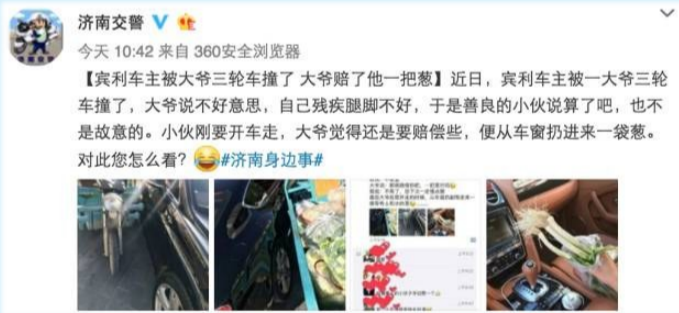 济南交警
今天 10:42 来自 360安全浏览器
【宾利车主被大爷三轮车撞了 大爷赔了他一把葱】近日，宾利车主被一大爷三轮
车撞了，大爷说不好意思，自己残疾腿脚不好，于是善良的小伙说算了吧，也不
是故意的。小伙刚要开车走，大爷觉得还是要赔偿些，便从车窗扔进来一袋葱。
对此您怎么看？#济南身边事#